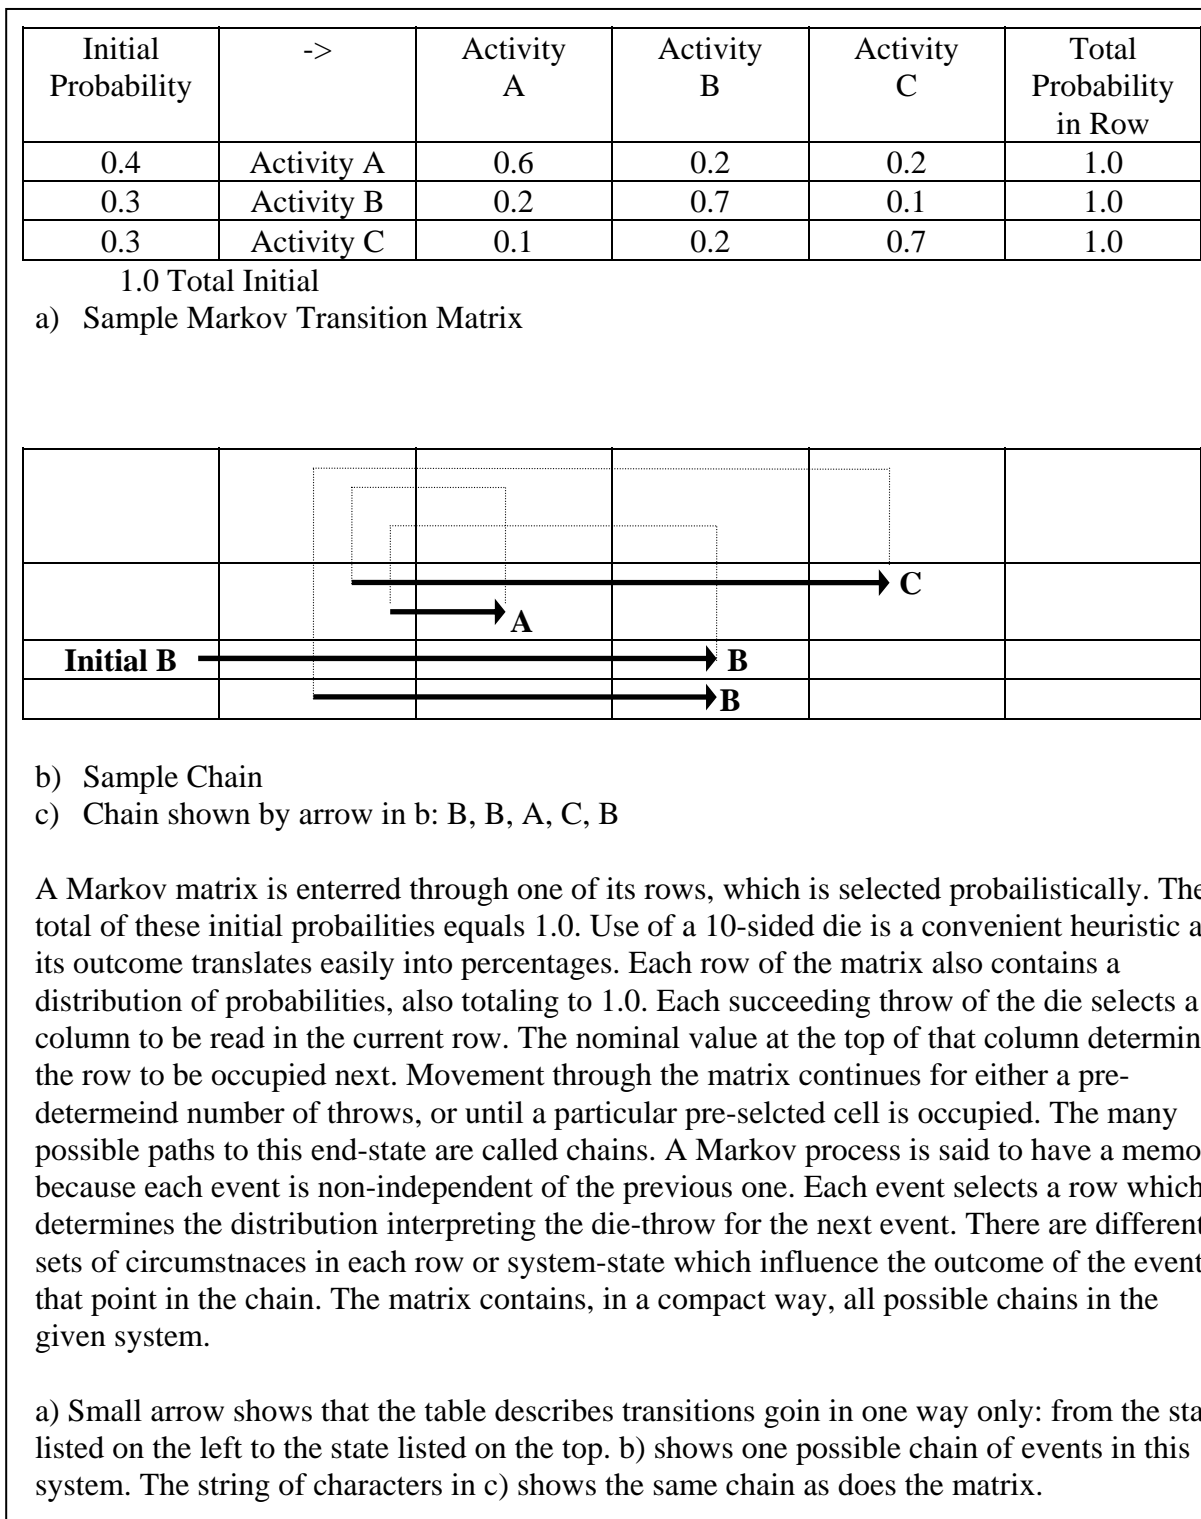 Initial Probability -> Activity A Activity B Activity C Total Probability in Row
0.4 Activity A 0.6 0.2 0.2 1.0
0.3 Activity B 0.2 0.7 0.1 1.0
0.3 Activity C 0.1 0.2 0.7 1.0
1.0 Total Initial
a) Sample Markov Transition Matrix
C
A
Initial B B
B
b) Sample Chain
c) Chain shown by arrow in b: B, B, A, C, B
A Markov matrix is enterred through one of its rows, which is selected probailistically. The
total of these initial probailities equals 1.0. Use of a 10-sided die is a convenient heuristic a
its outcome translates easily into percentages. Each row of the matrix also contains a
distribution of probabilities, also totaling to 1.0. Each succeeding throw of the die selects a
column to be read in the current row. The nominal value at the top of that column determin
the row to be occupied next. Movement through the matrix continues for either a pre-
determeind number of throws, or until a particular pre-selcted cell is occupied. The many
possible paths to this end-state are called chains. A Markov process is said to have a memo
because each event is non-independent of the previous one. Each event selects a row which
determines the distribution interpreting the die-throw for the next event. There are different
sets of circumstnaces in each row or system-state which influence the outcome of the event
that point in the chain. The matrix contains, in a compact way, all possible chains in the
given system.
a) Small arrow shows that the table describes transitions goin in one way only: from the sta
listed on the left to the state listed on the top. b) shows one possible chain of events in this
system. The string of characters in c) shows the same chain as does the matrix.